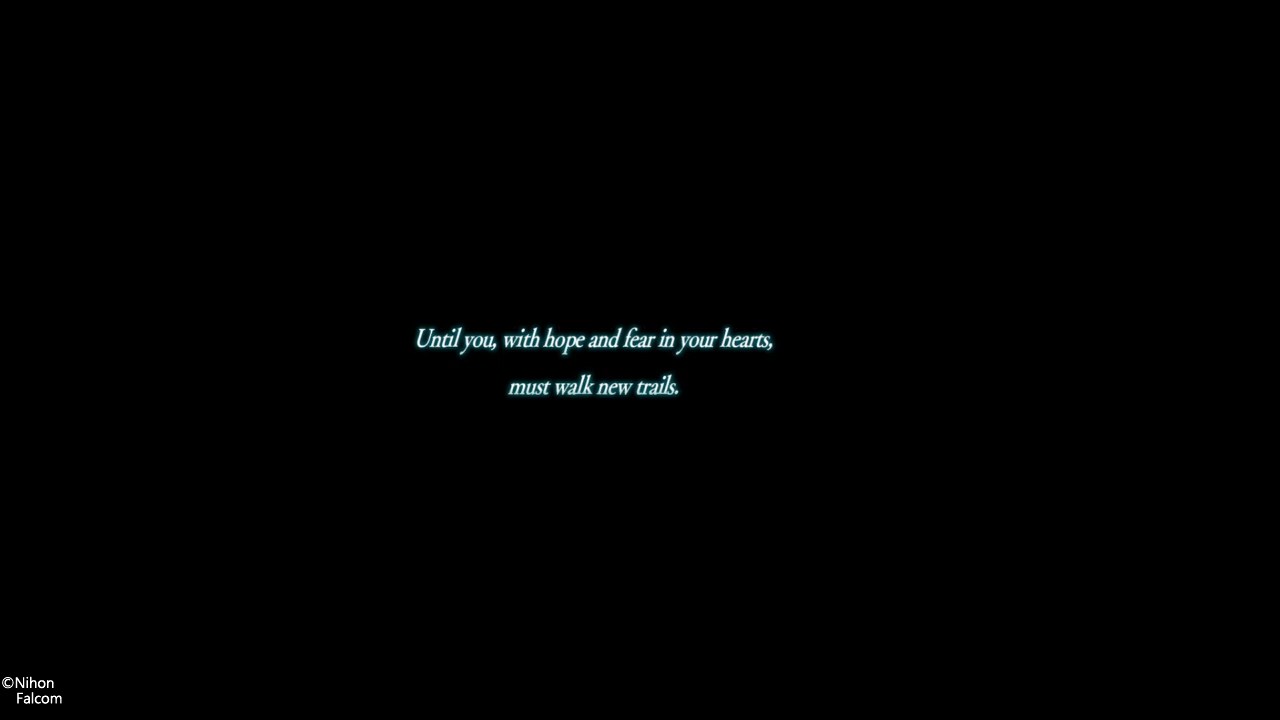 Until you, with hope and fear in your hearts,
must walk new trails.
©Nihon
Falcom